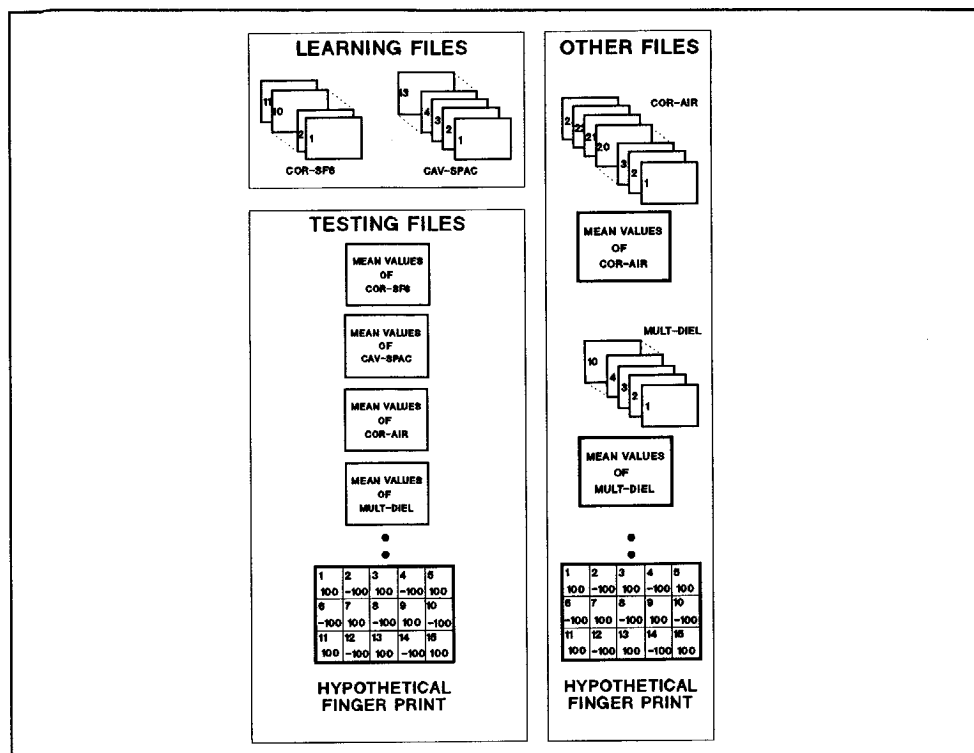 LEARNING FILES
11
10
2
1
COR-SF6
13
4
3
2
1
CAV-SPAC
TESTING FILES
MEAN VALUES
OF
COR-SF6
MEAN VALUES
OF
CAV-SPAC
MEAN VALUES
OF
COR-AIR
MEAN VALUES
OF
MULT-DIEL
1 2 3 4 5
100 -100 100 -100 100
6 7 8 9 10
-100 100 -100 100 -100
11 12 13 14 15
100 -100 100 -100 100
HYPOTHETICAL
FINGER PRINT
OTHER FILES
COR-AIR
22
21
20
3
2
1
MEAN VALUES
OF
COR-AIR
MULT-DIEL
10
4
3
2
1
MEAN VALUES
OF
MULT-DIEL
1 2 3 4 5
100 -100 100 -100 100
6 7 8 9 10
-100 100 -100 100 -100
11 12 13 14 15
100 -100 100 -100 100
HYPOTHETICAL
FINGER PRINT